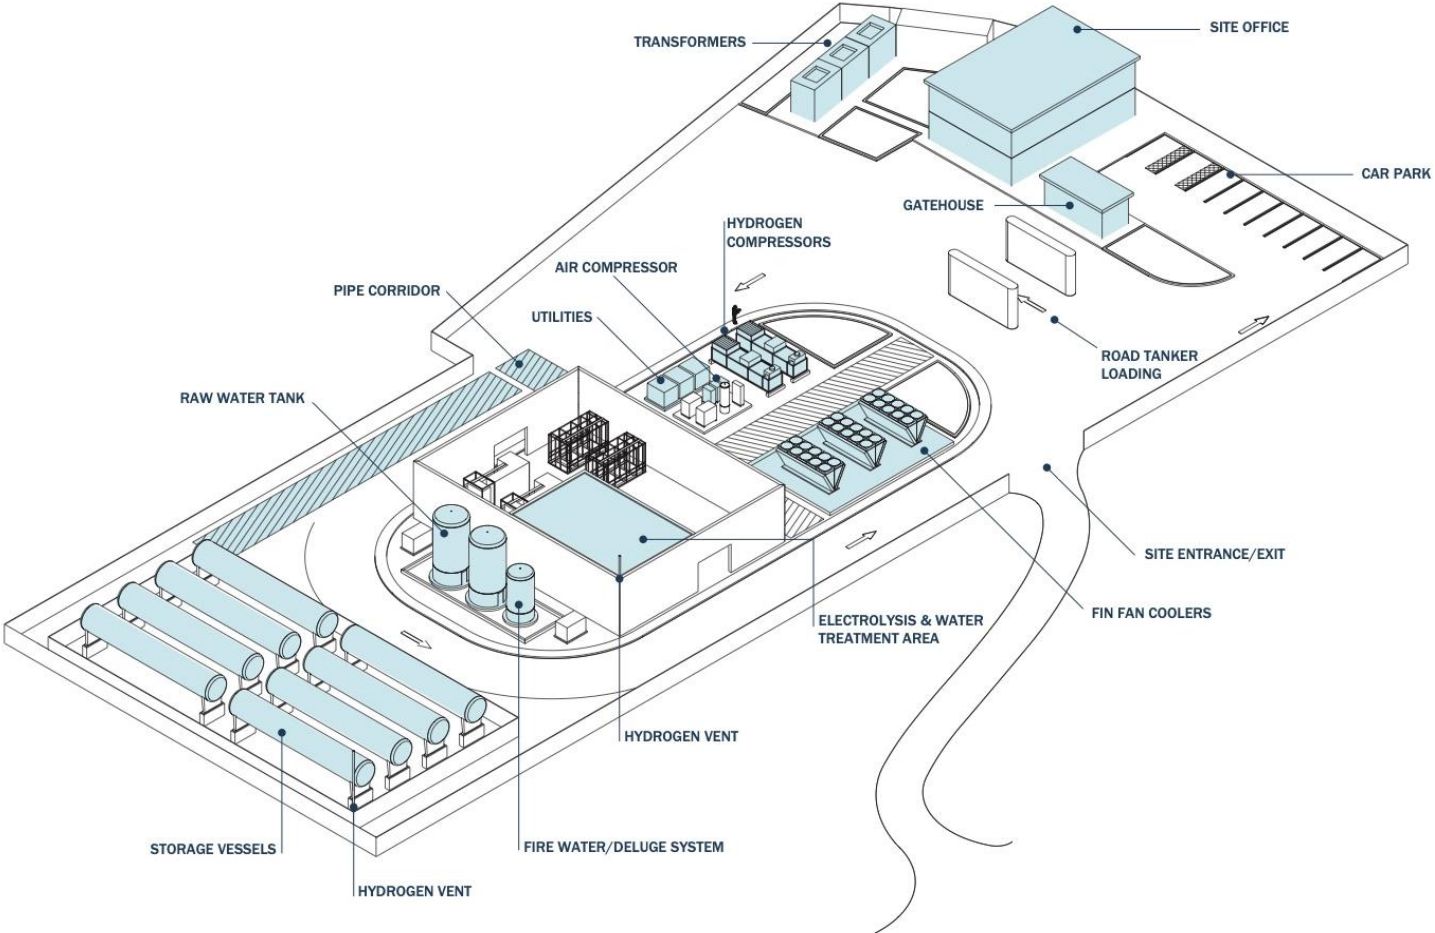 TRANSFORMERS
SITE OFFICE
CAR PARK
GATEHOUSE
HYDROGEN
COMPRESSORS
AIR COMPRESSOR
PIPE CORRIDOR
UTILITIES
ROAD TANKER
LOADING
RAW WATER TANK
SITE ENTRANCE/EXIT
FIN FAN COOLERS
ELECTROLYSIS & WATER
TREATMENT AREA
HYDROGEN VENT
STORAGE VESSELS
FIRE WATER/DELUGE SYSTEM
HYDROGEN VENT